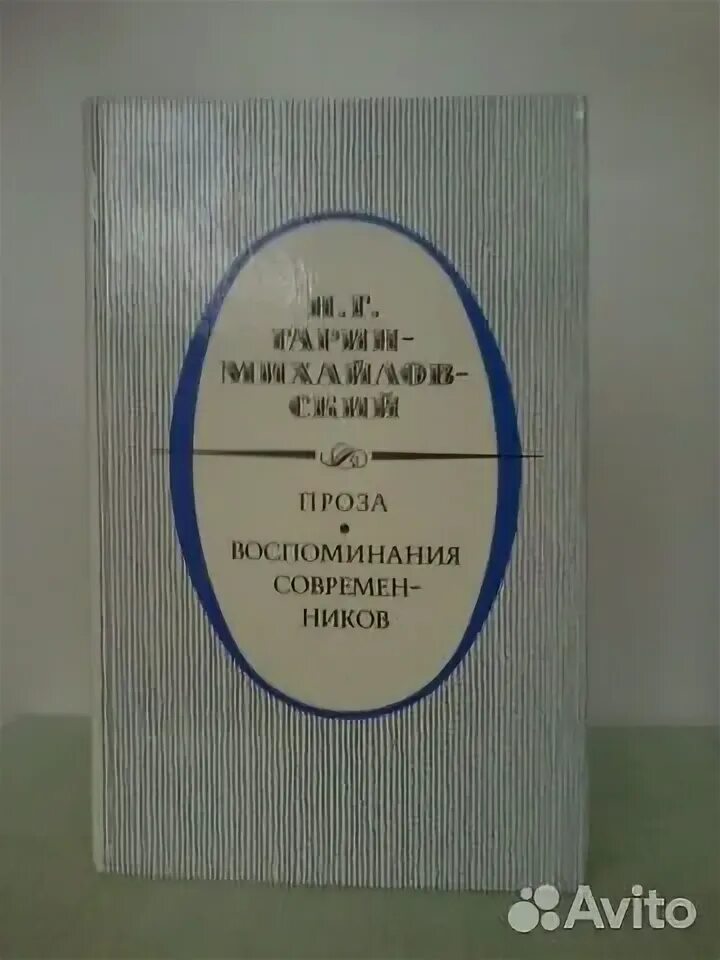 Н.Г.
ГАРИН-
МИХАЙЛОВ-
СКИЙ
ПРОЗА
•
ВОСПОМИНАНИЯ
СОВРЕМЕН-
НИКОВ
Avito